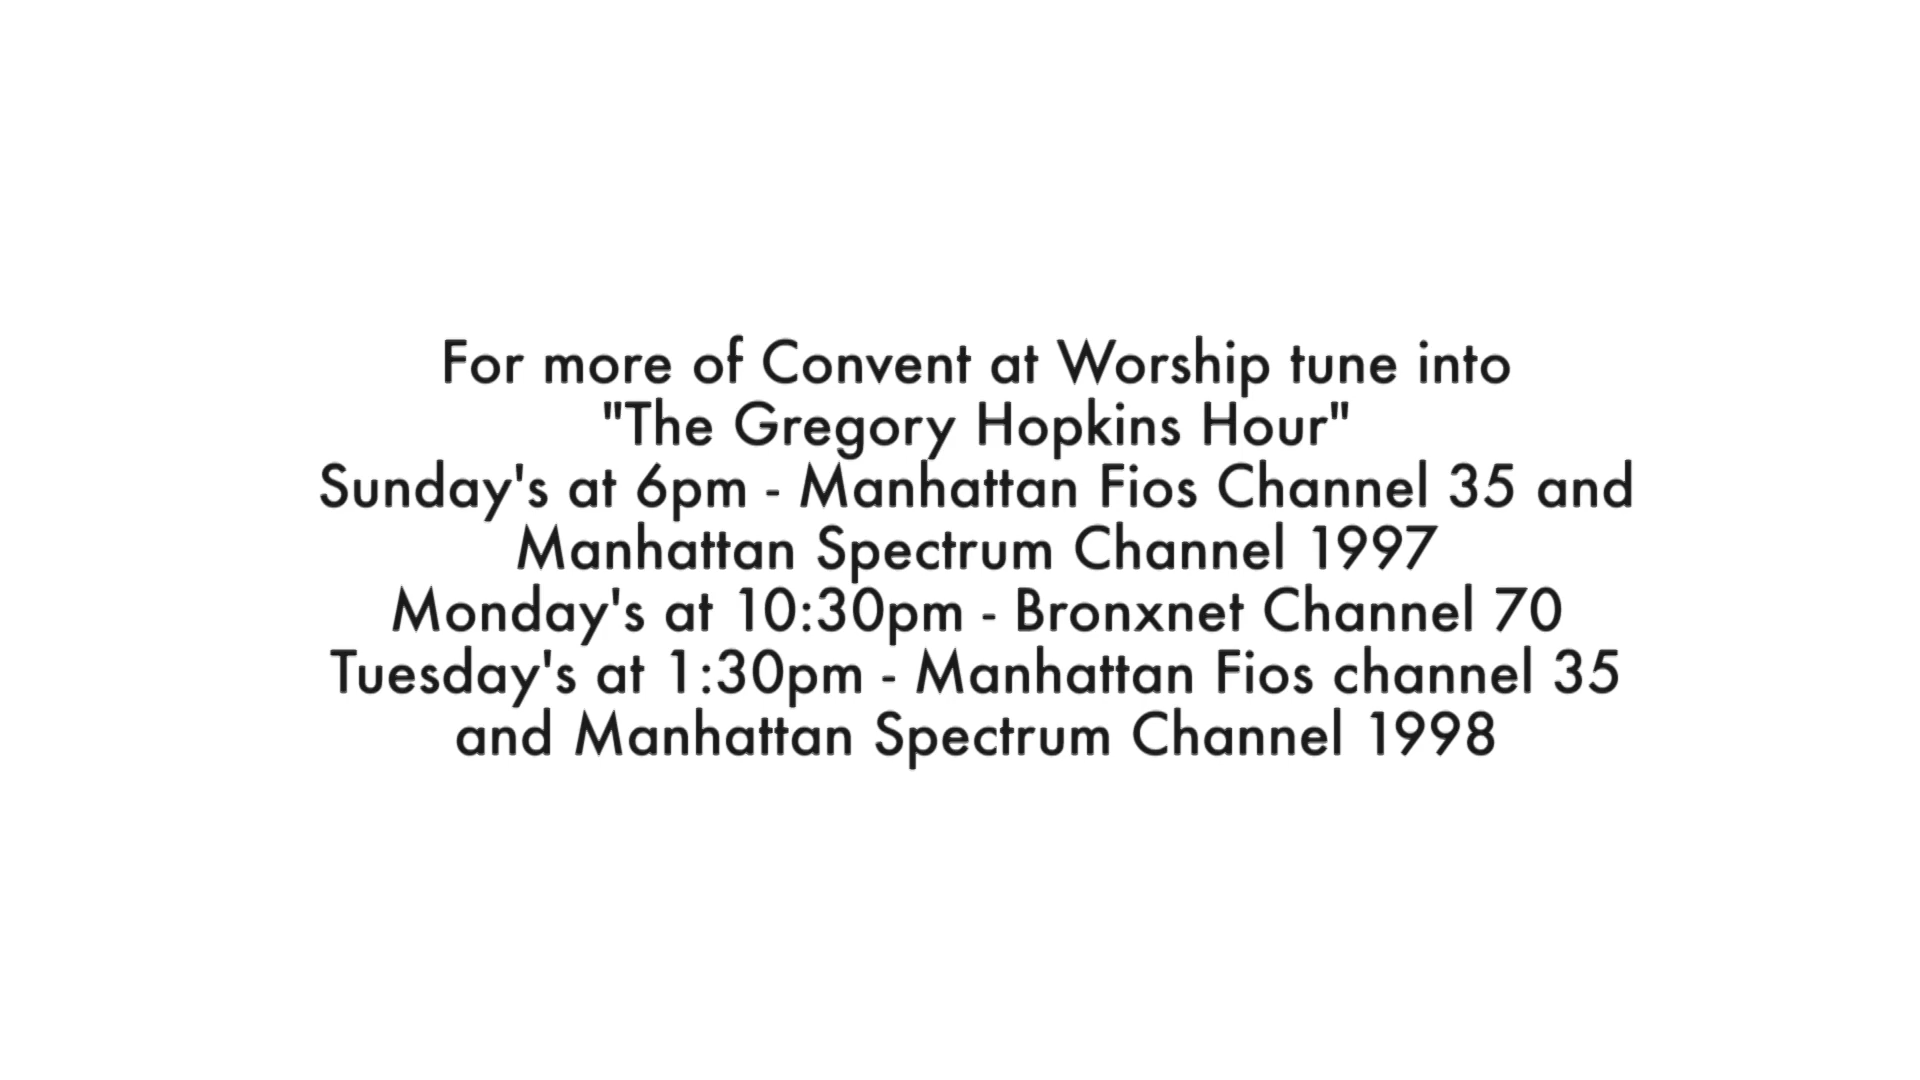 For more of Convent at Worship tune into
"The Gregory Hopkins Hour"
Sunday's at 6pm - Manhattan Fios Channel 35 and
Manhattan Spectrum Channel 1997
Monday's at 10:30pm - Bronxnet Channel 70
Tuesday's at 1:30pm - Manhattan Fios channel 35
and Manhattan Spectrum Channel 1998